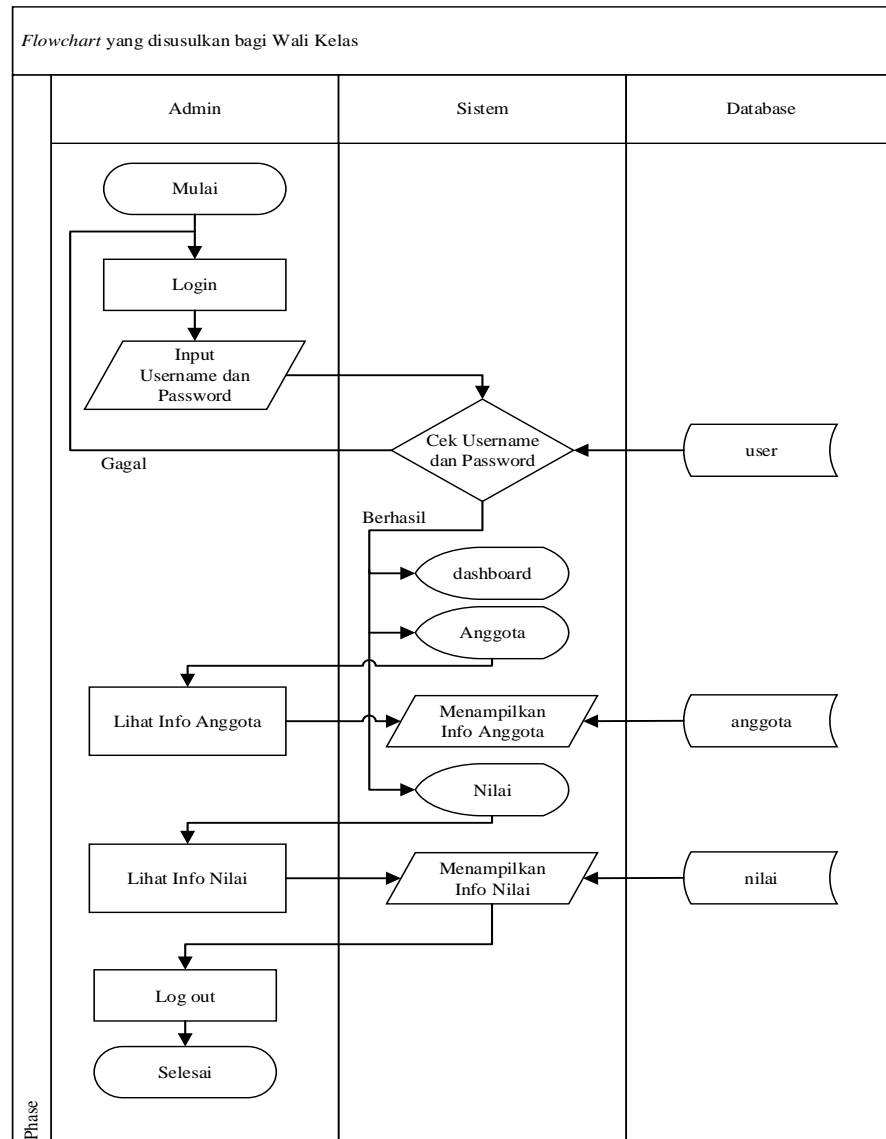 Flowchart yang disusulkan bagi Wali Kelas
Admin
Sistem
Database
Mulai
Login
Input
Username dan
Password
Cek Username
dan Password
user
Gagal
Berhasil
dashboard
Anggota
Lihat Info Anggota
Menampilkan
Info Anggota
anggota
Nilai
Lihat Info Nilai
Menampilkan
Info Nilai
nilai
Log out
Selesai
Phase